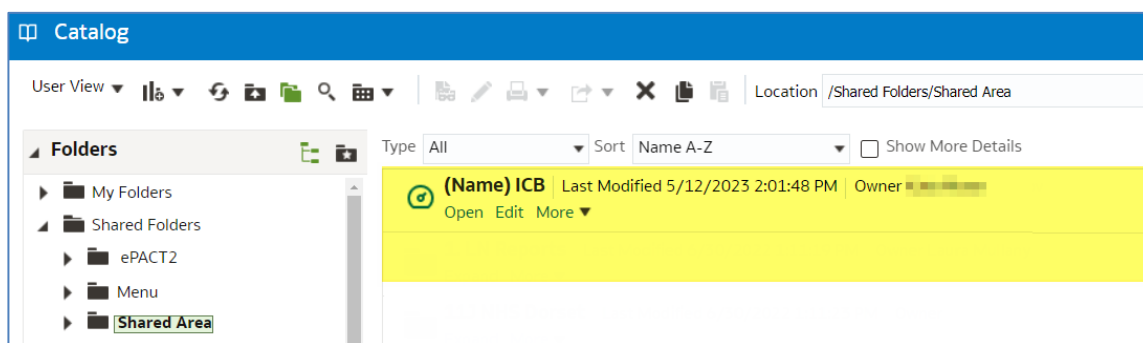 Catalog
User View
Location /Shared Folders/Shared Area
Folders
Type All Sort Name A-Z Show More Details
My Folders
(Name) ICB Last Modified 5/12/2023 2:01:48 PM Owner
Open Edit More
Shared Folders
ePACT2
Menu
Shared Area